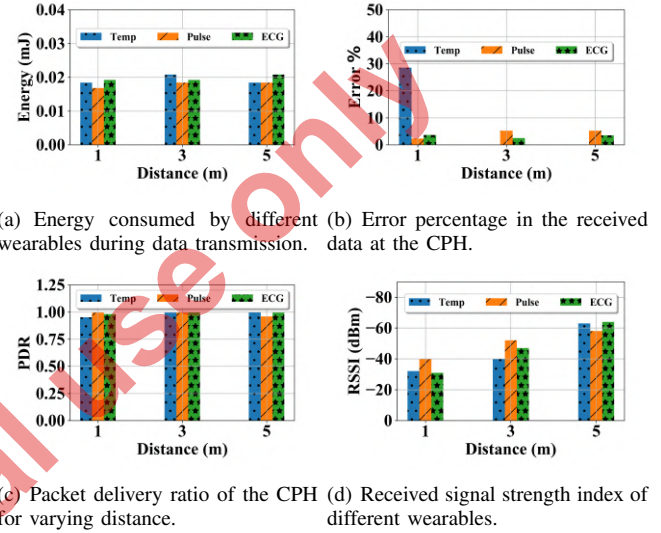 0.04
0.03
0.02
0.01
0.00
Energy (mJ)
Temp Pulse ECG
1 3 5
Distance (m)
50
40
30
20
10
0
Error %
Temp Pulse ECG
1 3 5
Distance (m)
(a) Energy consumed by different
wearables during data transmission.
(b) Error percentage in the received
data at the CPH.
1.25
1.00
0.75
0.50
0.25
0.00
PDR
Temp Pulse ECG
1 3 5
Distance (m)
−80
−60
−40
−20
0
RSSI (dBm)
Temp Pulse ECG
1 3 5
Distance (m)
(c) Packet delivery ratio of the CPH
for varying distance.
(d) Received signal strength index of
different wearables.
al use only